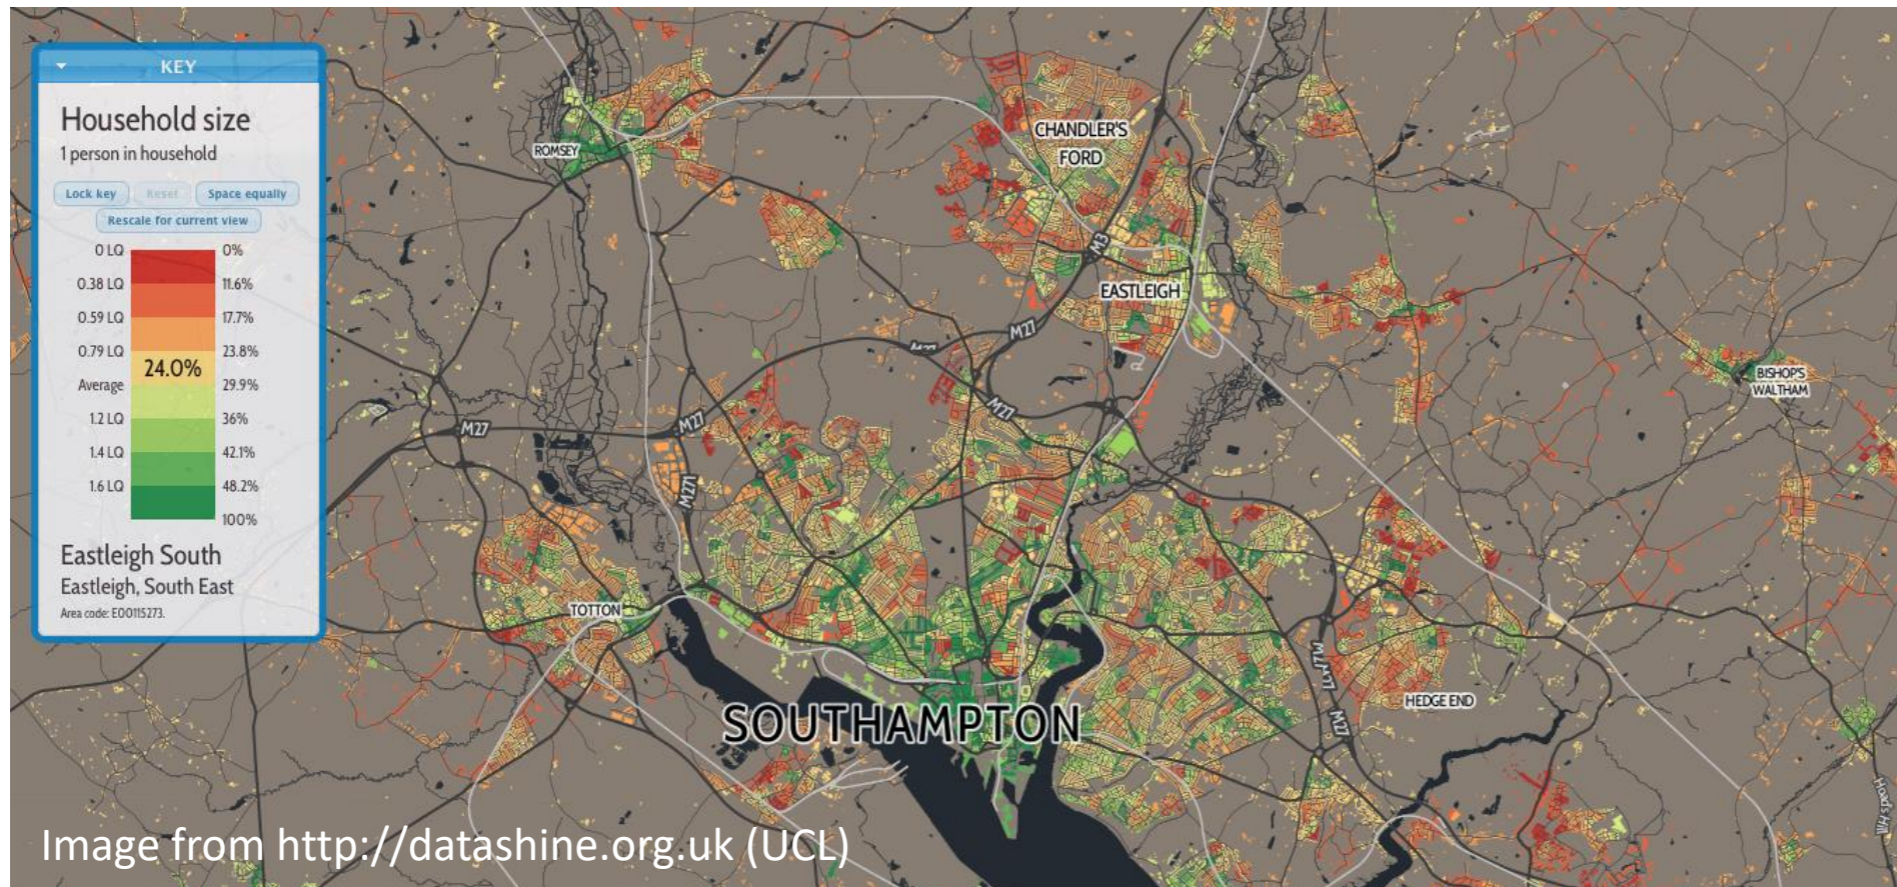 KEY
Household size
1 person in household
Lock key Reset Space equally
Rescale for current view
0 LQ 0%
0.38 LQ 11.6%
0.59 LQ 17.7%
0.79 LQ 23.8%
24.0%
Average 29.9%
1.2 LQ 36%
1.4 LQ 42.1%
1.6 LQ 48.2%
100%
Eastleigh South
Eastleigh, South East
Area code: E00115273.
ROMSEY
CHANDLER'S
FORD
M3
EASTLEIGH
M27
M27
M27
M27
M27
M271
BISHOP'S
WALTHAM
TOTTON
M27
M27
HEDGE END
SOUTHAMPTON
Image from http://datashine.org.uk (UCL)